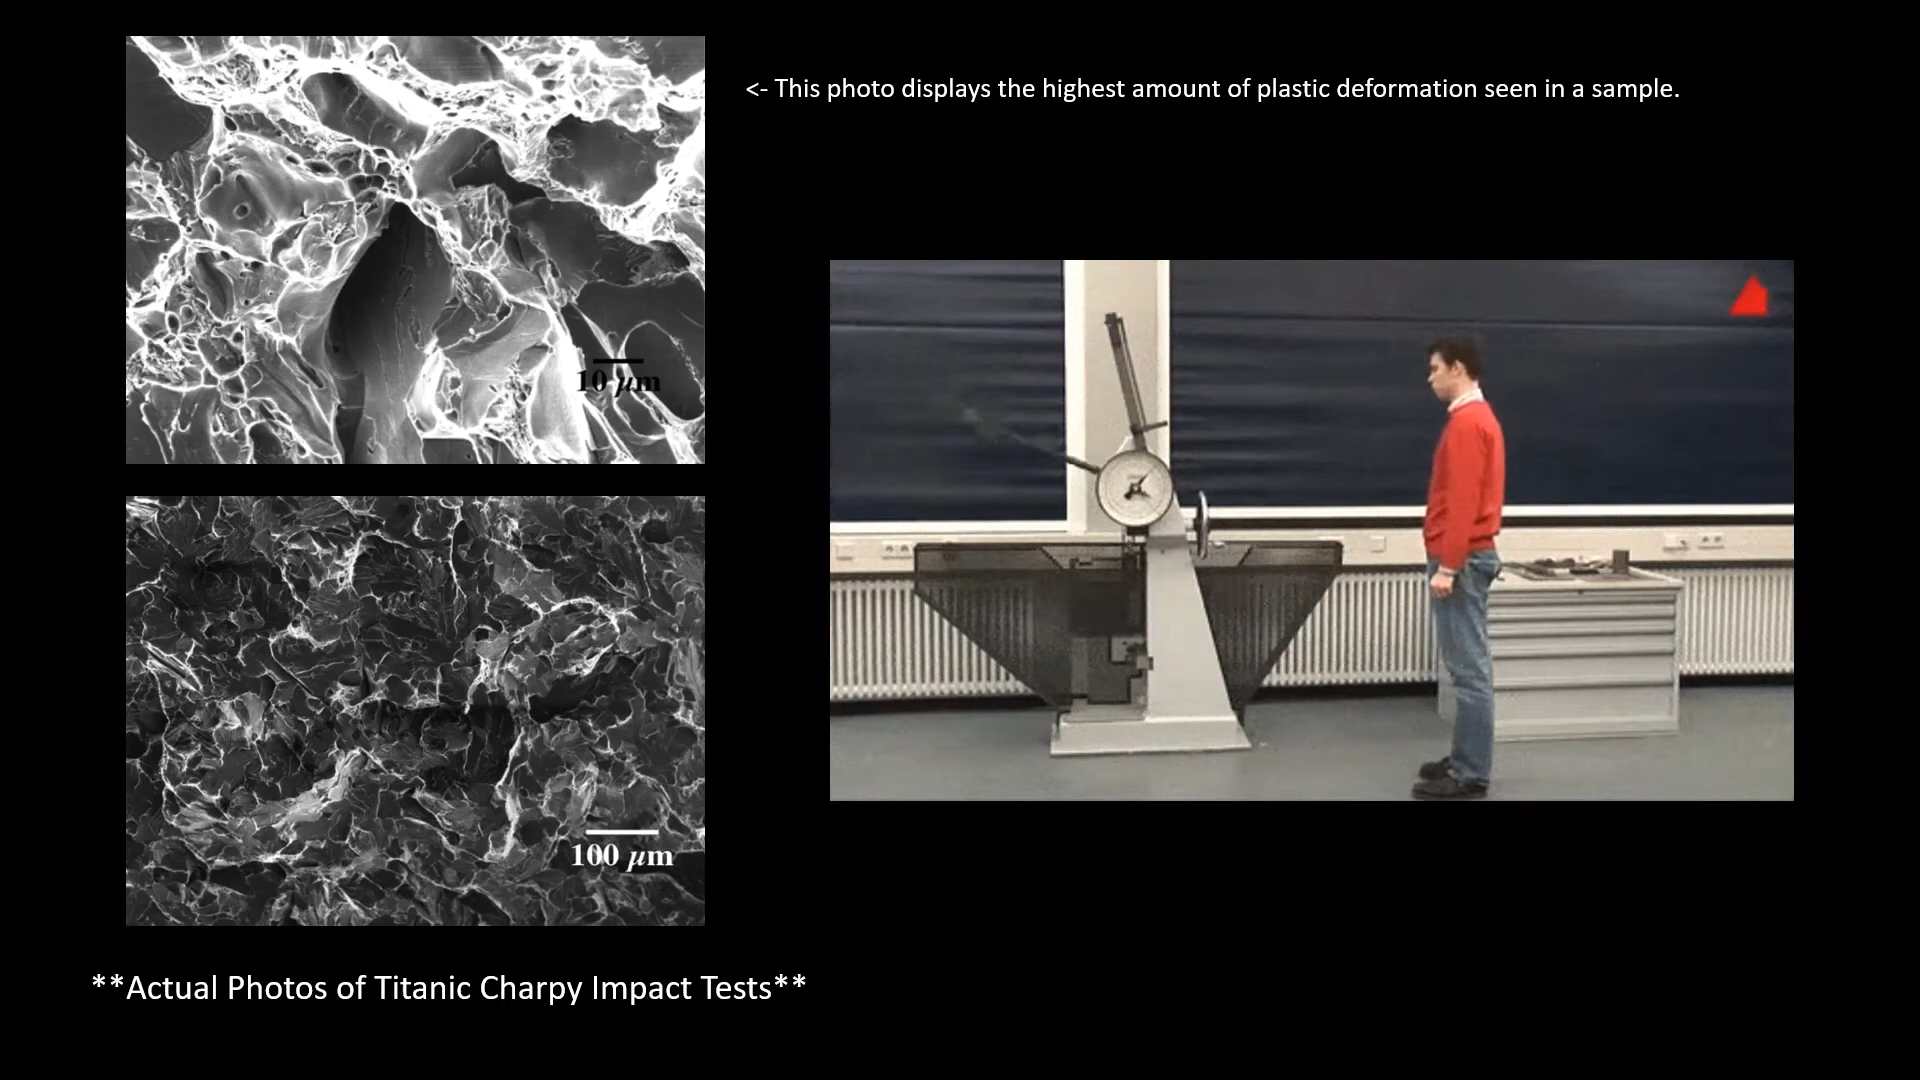 <- This photo displays the highest amount of plastic deformation seen in a sample.
10 µm
100 µm
**Actual Photos of Titanic Charpy Impact Tests**